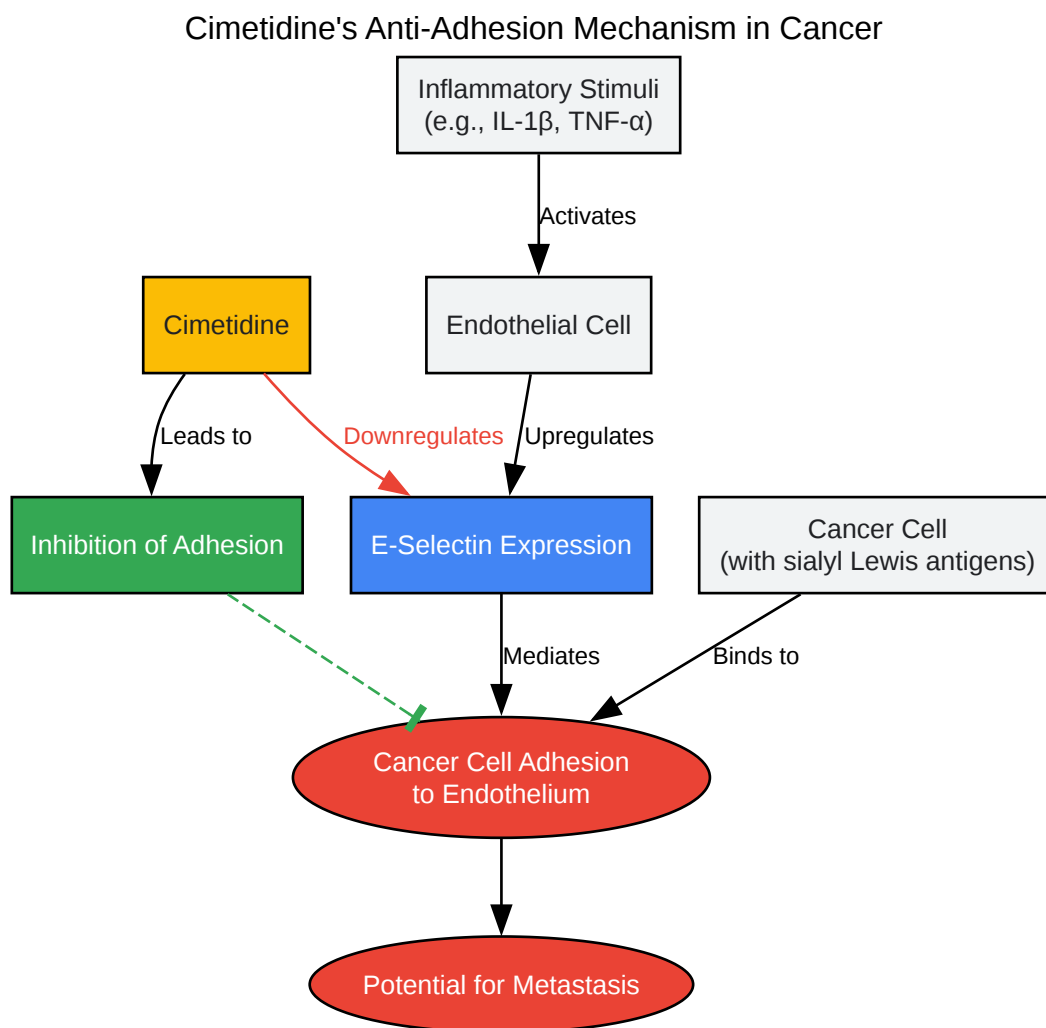 Cimetidine's Anti-Adhesion Mechanism in Cancer
Inflammatory Stimuli
(e.g., IL-1β, TNF-α)
Activates
Cimetidine
Endothelial Cell
Leads to
Downregulates
Upregulates
Inhibition of Adhesion
E-Selectin Expression
Cancer Cell
(with sialyl Lewis antigens)
Mediates
Binds to
Cancer Cell Adhesion
to Endothelium
Potential for Metastasis